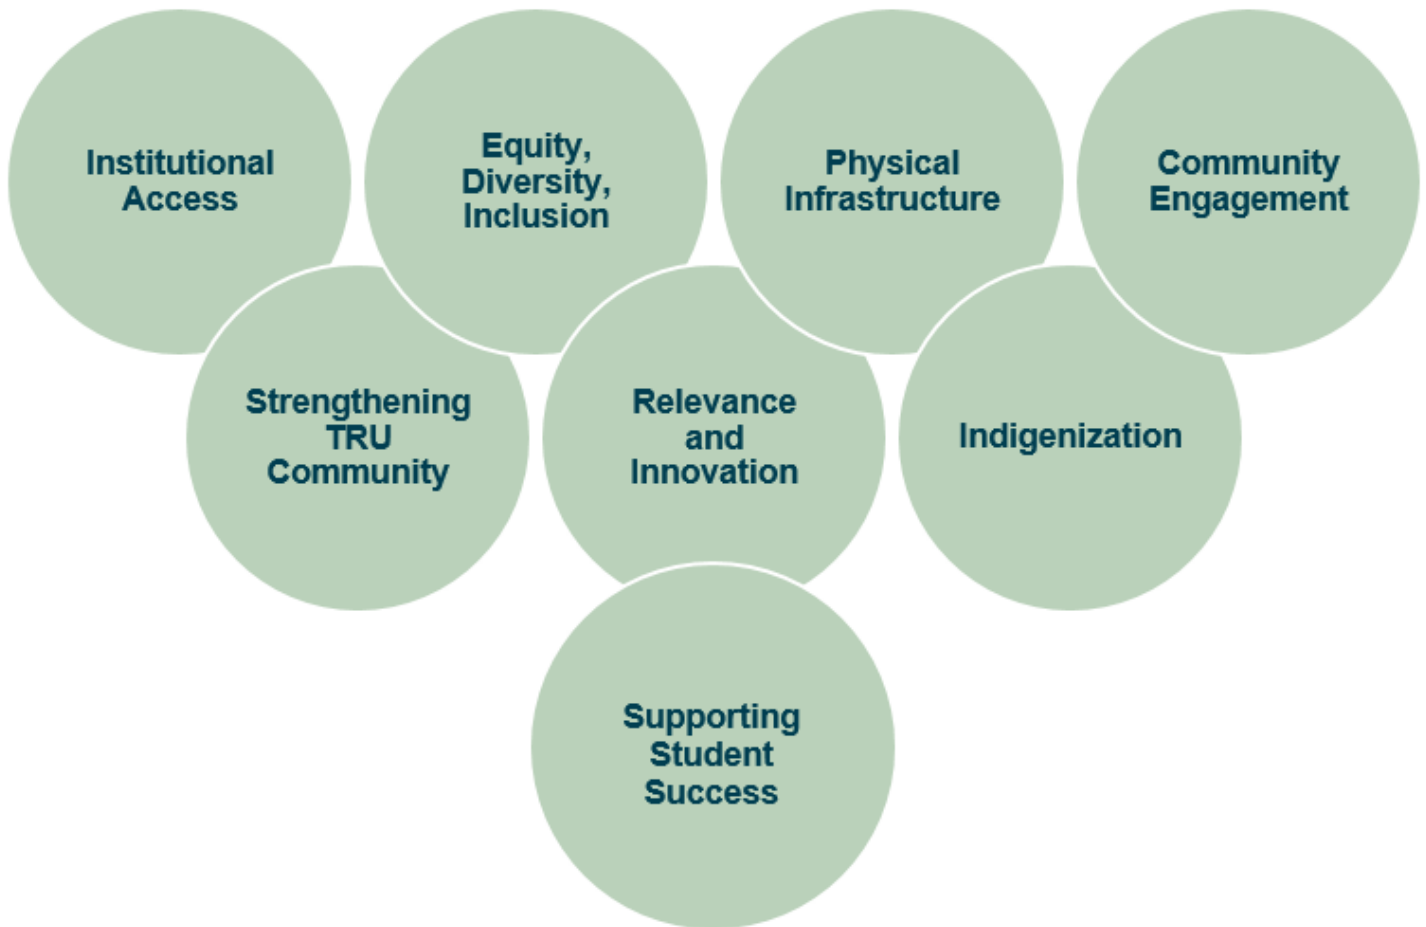 Institutional
Access
Equity,
Diversity,
Inclusion
Physical
Infrastructure
Community
Engagement
Strengthening
TRU
Community
Relevance
and
Innovation
Indigenization
Supporting
Student
Success